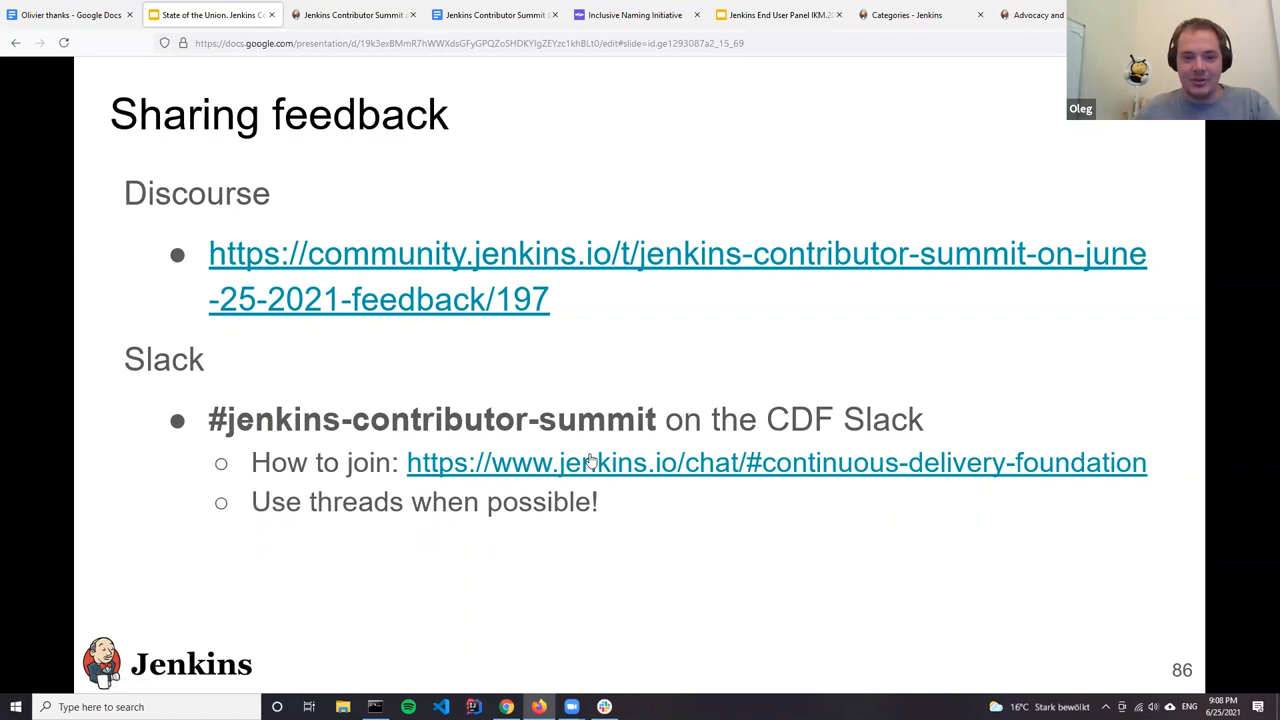 Olivier thanks - Google Docs
State of the Union. Jenkins C
Jenkins Contributor Summit
Jenkins Contributor Summit
Inclusive Naming Initiative
Jenkins End User Panel
Categories - Jenkins
Advocacy and
Oleg
Sharing feedback
Discourse
● https://community.jenkins.io/t/jenkins-contributor-summit-on-june
-25-2021-feedback/197
Slack
● #jenkins-contributor-summit on the CDF Slack
○ How to join: https://www.jenkins.io/chat/#continuous-delivery-foundation
○ Use threads when possible!
Jenkins
86
Type here to search
16°C Stark bewölkt
ENG
9:08 PM
6/25/2021